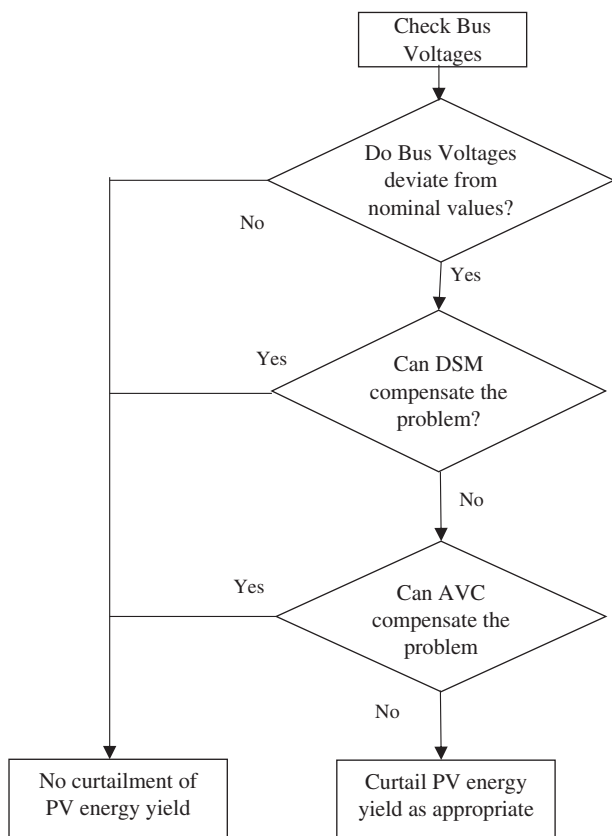 Check Bus
Voltages
Do Bus Voltages
deviate from
nominal values?
No
Yes
Yes
Can DSM
compensate the
problem?
No
Yes
Can AVC
compensate the
problem
No
No curtailment of
PV energy yield
Curtail PV energy
yield as appropriate